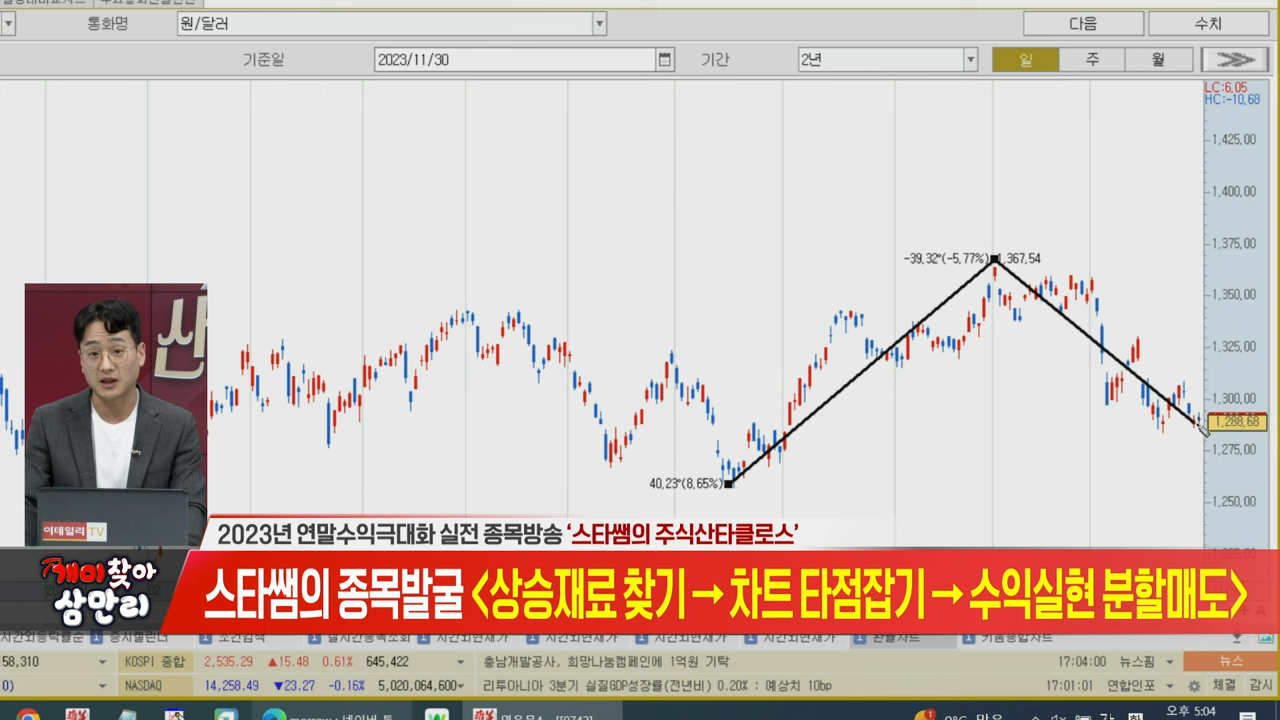 통화명 원/달러 다음 수치
기준일 2023/11/30 기간 2년 일 주 월
LC:6,05
HC:-10,68
1,425,00
1,400,00
1,375,00
-39,32°(-5,77%) 1,367,54
1,350,00
1,325,00
1,300,00
1,288,68
1,275,00
40,23°(8,65%)
1,250,00
산
이데일리 TV
2023년 연말수익극대화 실전 종목방송 ‘스타쌤의 주식산타클로스’
개미찾아
삼만리
스타쌤의 종목발굴 <상승재료 찾기→차트 타점잡기→수익실현 분할매도>
58,310 KOSPI 종합 2,535.29 ▲15.48 0.61% 645,422 충남개발공사, 희망나눔캠페인에 1억원 기탁 17:04:00 뉴스핌 뉴스
0) NASDAQ 14,258.49 ▼23.27 -0.16% 5,020,064,600 리투아니아 3분기 실질GDP성장률(전년비) 0.20% : 예상치 10bp 17:01:01 연합인포 체결 감시
오후 5:04